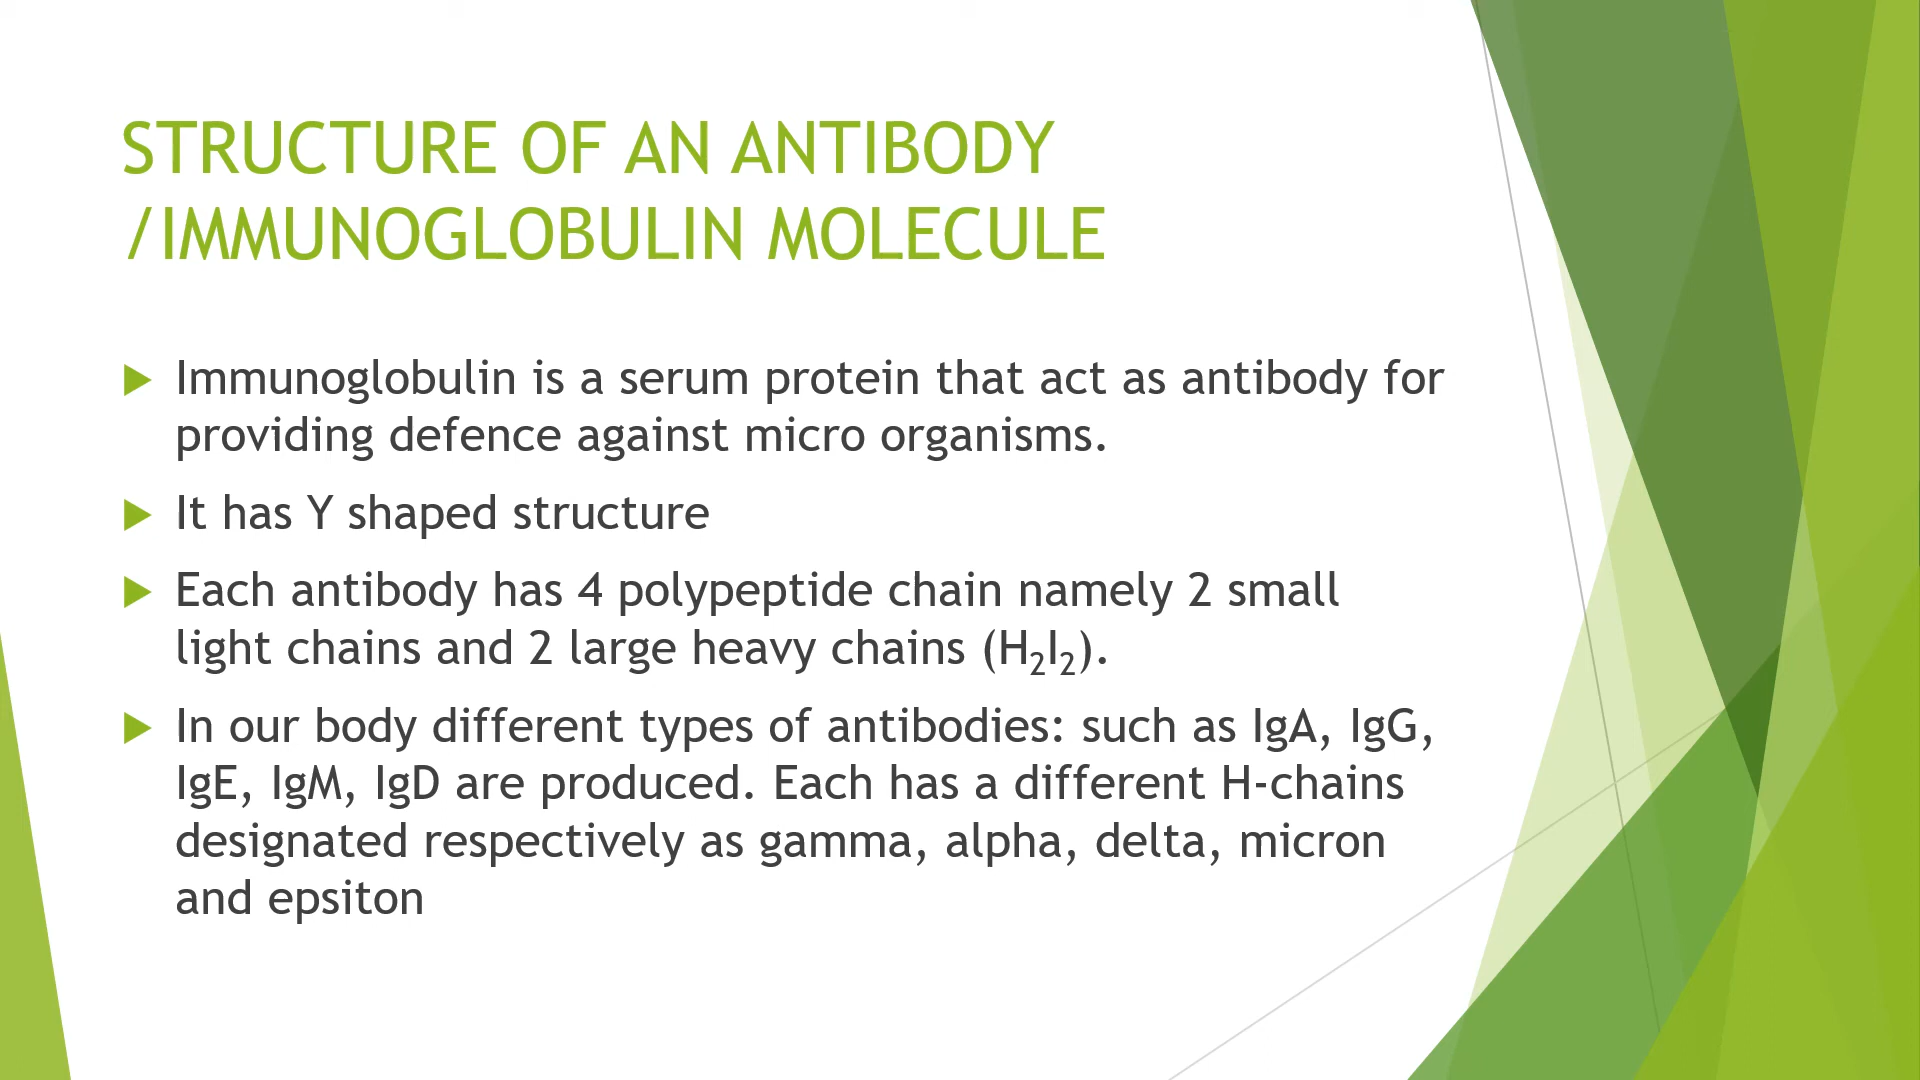 STRUCTURE OF AN ANTIBODY
/IMMUNOGLOBULIN MOLECULE
Immunoglobulin is a serum protein that act as antibody for
providing defence against micro organisms.
It has Y shaped structure
Each antibody has 4 polypeptide chain namely 2 small
light chains and 2 large heavy chains (H₂I₂).
In our body different types of antibodies: such as IgA, IgG,
IgE, IgM, IgD are produced. Each has a different H-chains
designated respectively as gamma, alpha, delta, micron
and epsiton